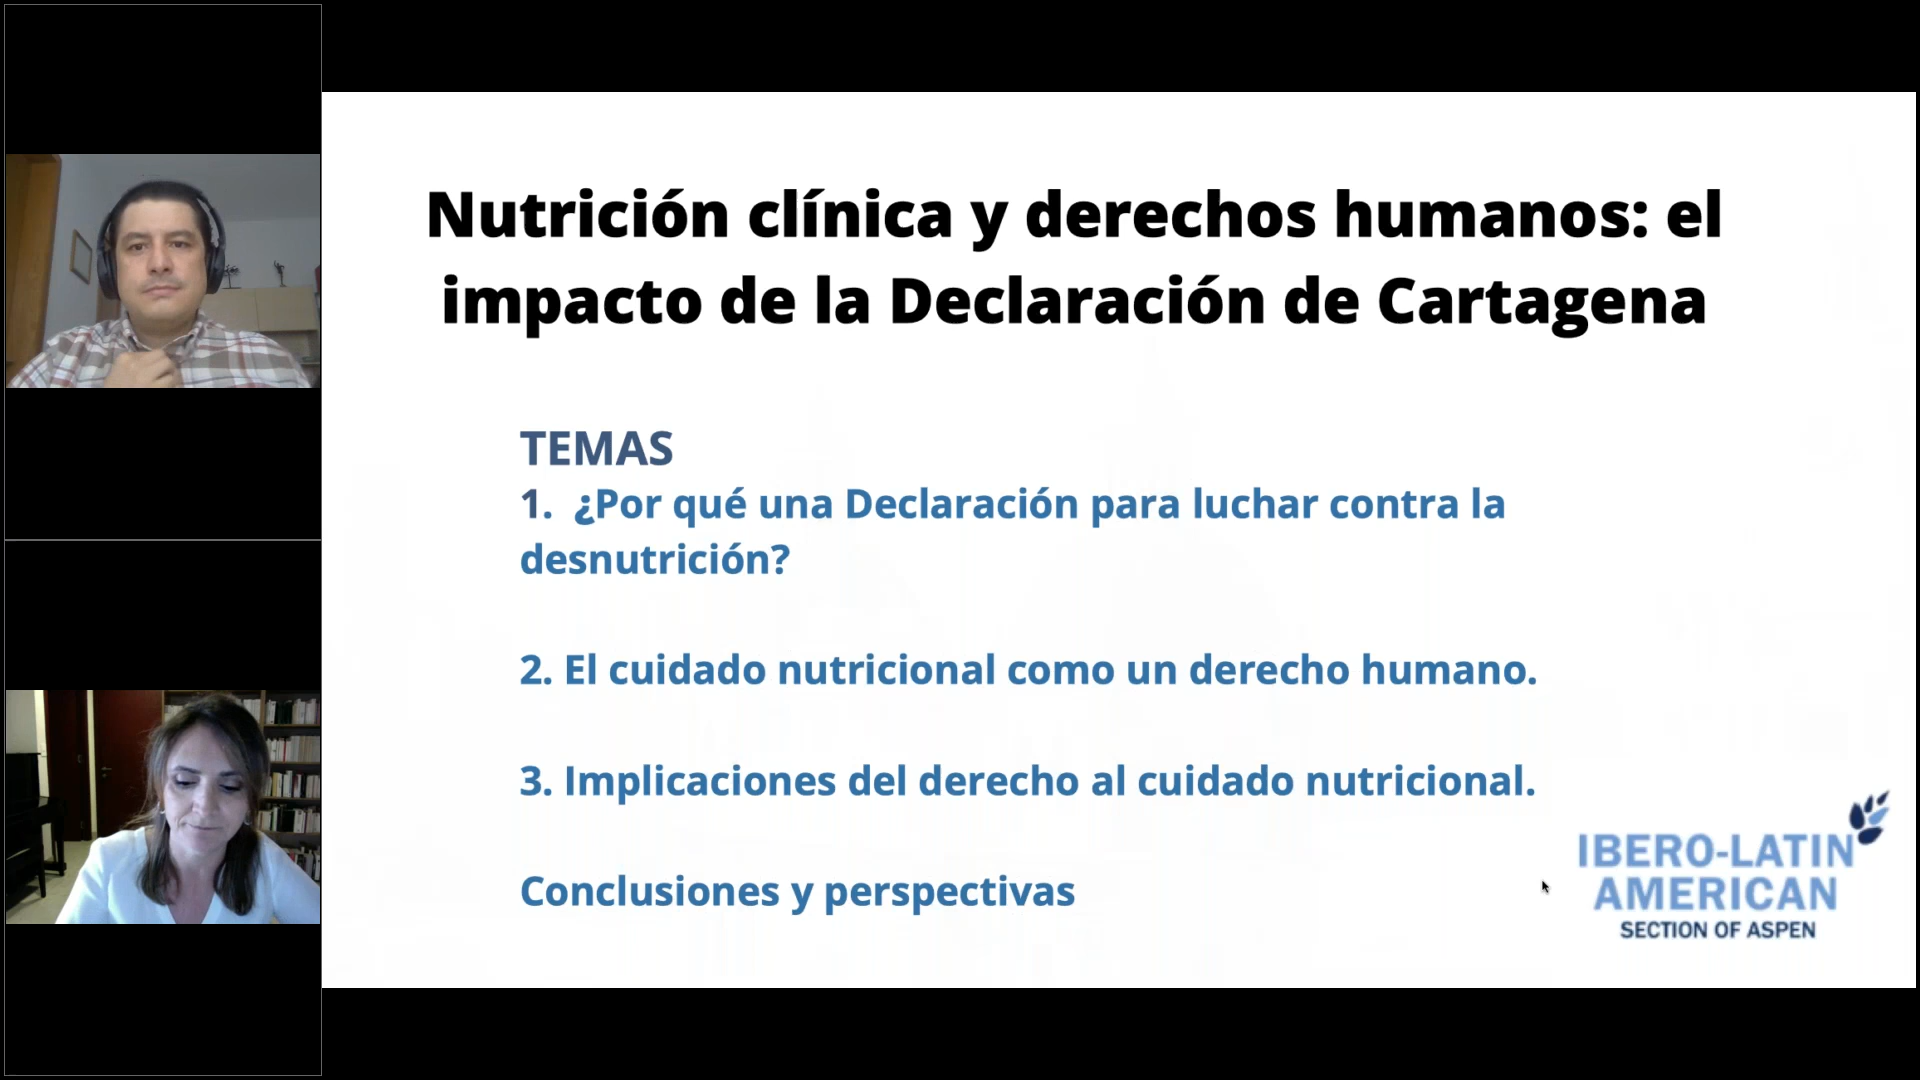 Nutrición clínica y derechos humanos: el
impacto de la Declaración de Cartagena
TEMAS
1. ¿Por qué una Declaración para luchar contra la
desnutrición?
2. El cuidado nutricional como un derecho humano.
3. Implicaciones del derecho al cuidado nutricional.
Conclusiones y perspectivas
IBERO-LATIN
AMERICAN
SECTION OF ASPEN